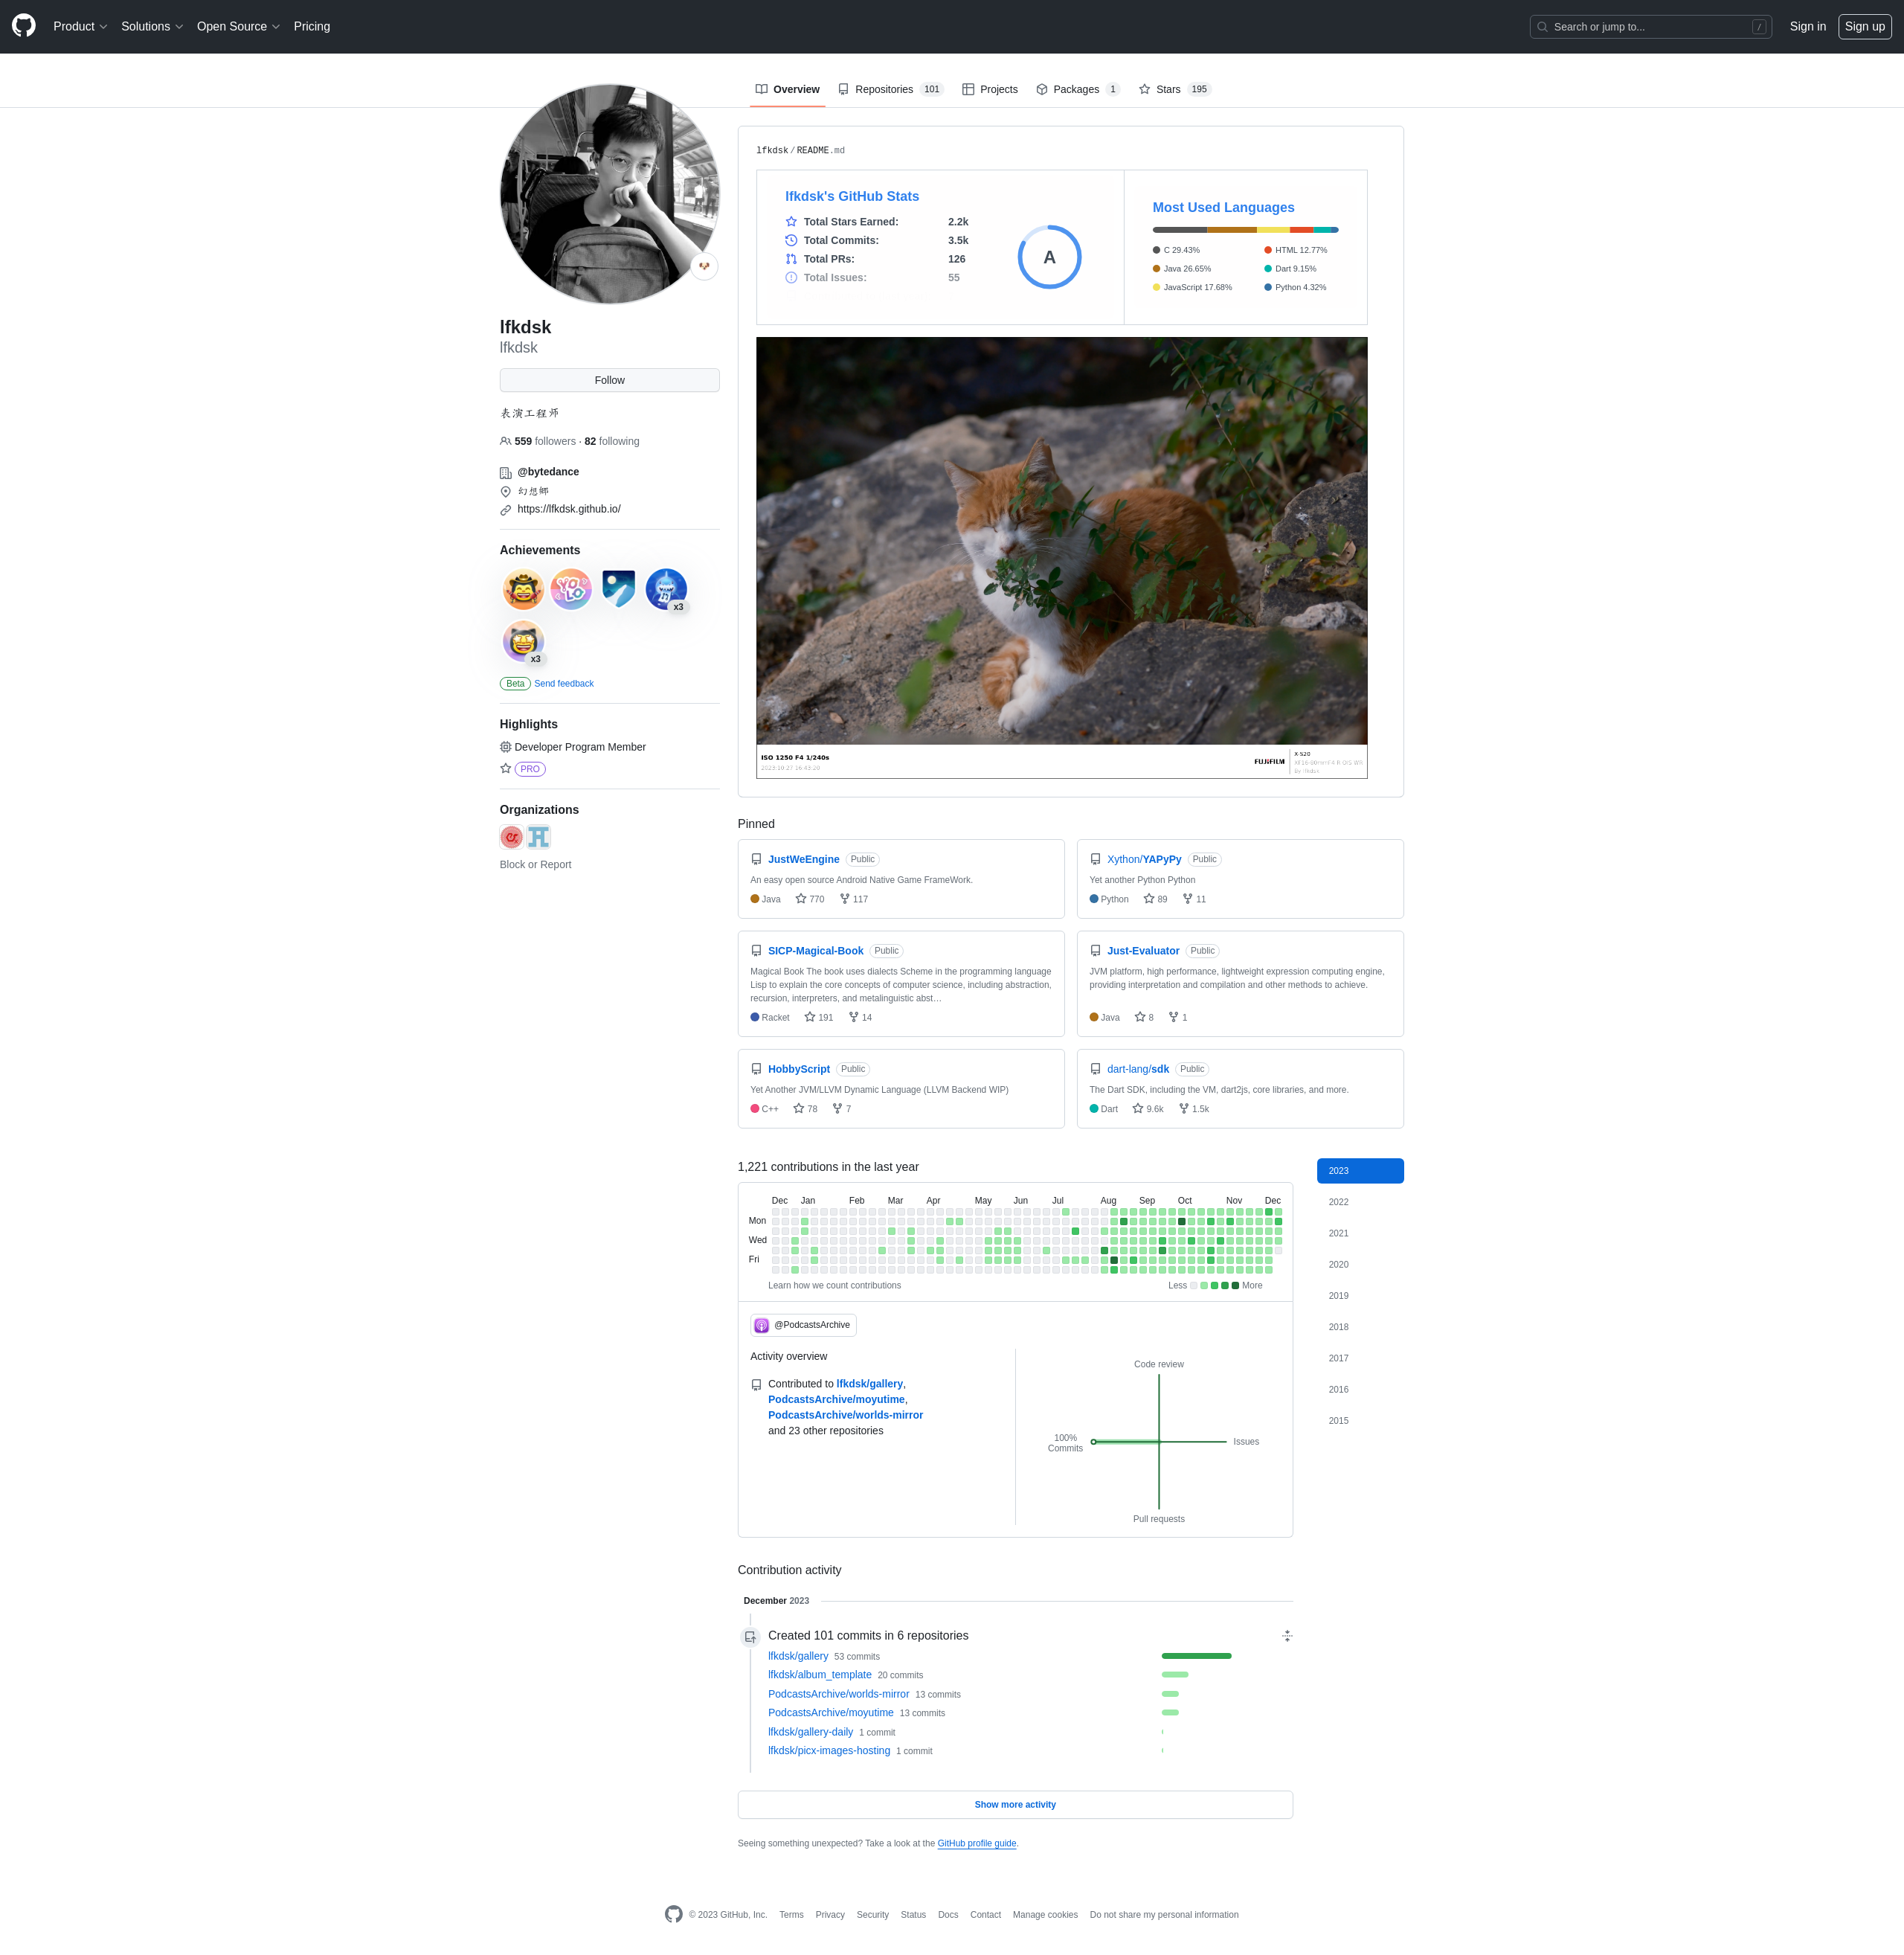 Product Solutions Open Source Pricing Search or jump to... / Sign in Sign up
Overview Repositories 101 Projects Packages 1 Stars 195
lfkdsk
lfkdsk
Follow
表演工程师
559 followers · 82 following
@bytedance
幻想鄉
https://lfkdsk.github.io/
Achievements
YOLO
x3
x3
Beta Send feedback
Highlights
Developer Program Member
PRO
Organizations
Block or Report
lfkdsk/README.md
lfkdsk's GitHub Stats
Total Stars Earned: 2.2k
Total Commits: 3.5k
Total PRs: 126
Total Issues: 55
A
Most Used Languages
C 29.43% HTML 12.77%
Java 26.65% Dart 9.15%
JavaScript 17.68% Python 4.32%
ISO 1250 F4 1/240s
2023:10:27 16:43:20
FUJIFILM
X-S20
Pinned
JustWeEngine Public
An easy open source Android Native Game FrameWork.
Java 770 117
Xython/YAPyPy Public
Yet another Python Python
Python 89 11
SICP-Magical-Book Public
Magical Book The book uses dialects Scheme in the programming language
Lisp to explain the core concepts of computer science, including abstraction,
recursion, interpreters, and metalinguistic abst…
Racket 191 14
Just-Evaluator Public
JVM platform, high performance, lightweight expression computing engine,
providing interpretation and compilation and other methods to achieve.
Java 8 1
HobbyScript Public
Yet Another JVM/LLVM Dynamic Language (LLVM Backend WIP)
C++ 78 7
dart-lang/sdk Public
The Dart SDK, including the VM, dart2js, core libraries, and more.
Dart 9.6k 1.5k
1,221 contributions in the last year
Dec Jan Feb Mar Apr May Jun Jul Aug Sep Oct Nov Dec
Mon
Wed
Fri
Learn how we count contributions
Less More
2023
2022
2021
2020
2019
2018
2017
2016
2015
@PodcastsArchive
Activity overview
Contributed to lfkdsk/gallery,
PodcastsArchive/moyutime,
PodcastsArchive/worlds-mirror
and 23 other repositories
Code review
100%
Commits
Issues
Pull requests
Contribution activity
December 2023
Created 101 commits in 6 repositories
lfkdsk/gallery 53 commits
lfkdsk/album_template 20 commits
PodcastsArchive/worlds-mirror 13 commits
PodcastsArchive/moyutime 13 commits
lfkdsk/gallery-daily 1 commit
lfkdsk/picx-images-hosting 1 commit
Show more activity
Seeing something unexpected? Take a look at the GitHub profile guide.
© 2023 GitHub, Inc. Terms Privacy Security Status Docs Contact Manage cookies Do not share my personal information